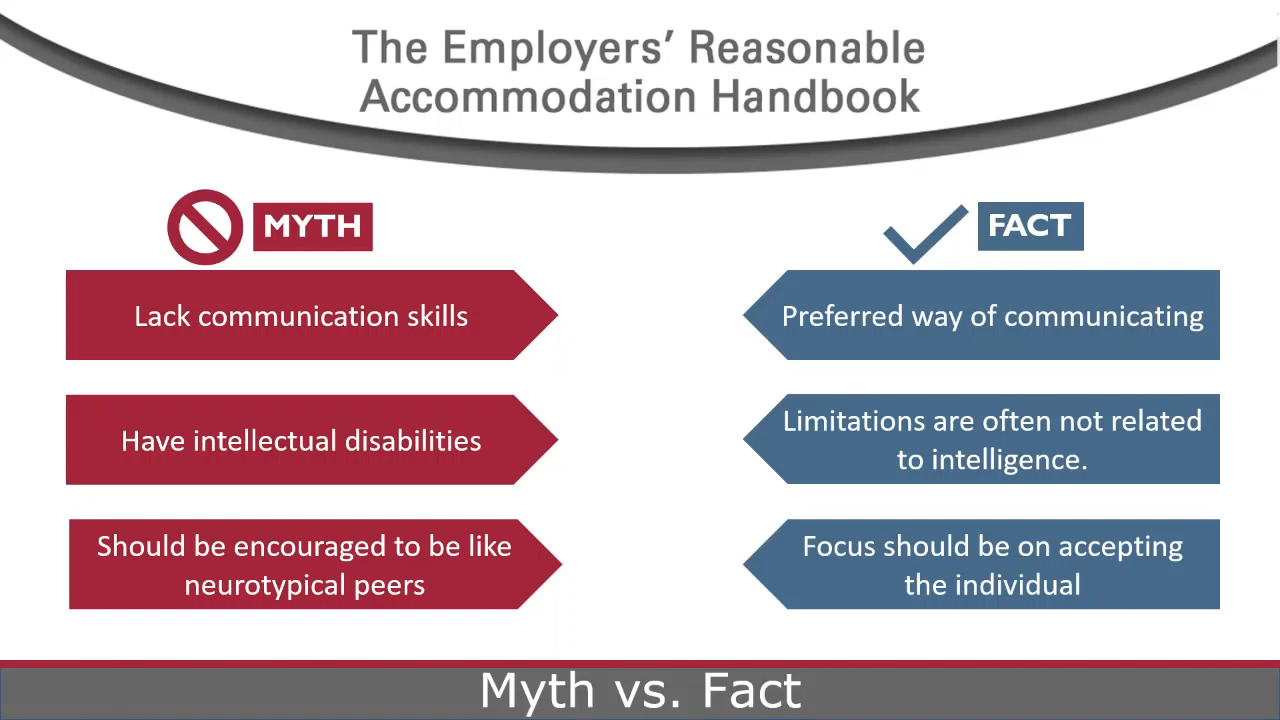 The Employers’ Reasonable
Accommodation Handbook
MYTH
FACT
Lack communication skills
Preferred way of communicating
Have intellectual disabilities
Limitations are often not related
to intelligence.
Should be encouraged to be like
neurotypical peers
Focus should be on accepting
the individual
Myth vs. Fact